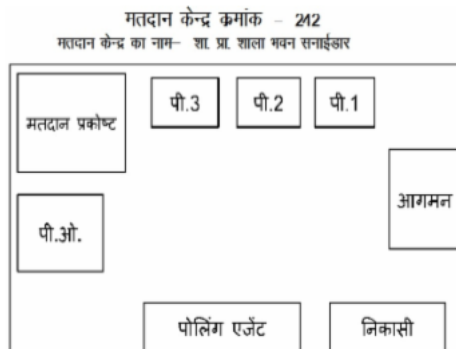 मतदान केन्द्र क्रमांक - 242
मतदान केन्द्र का नाम- शा. प्रा. शाला भवन सनाईडार
मतदान प्रकोष्ट
पी.3
पी.2
पी.1
आगमन
पी.ओ.
पोलिंग एजेंट
निकासी